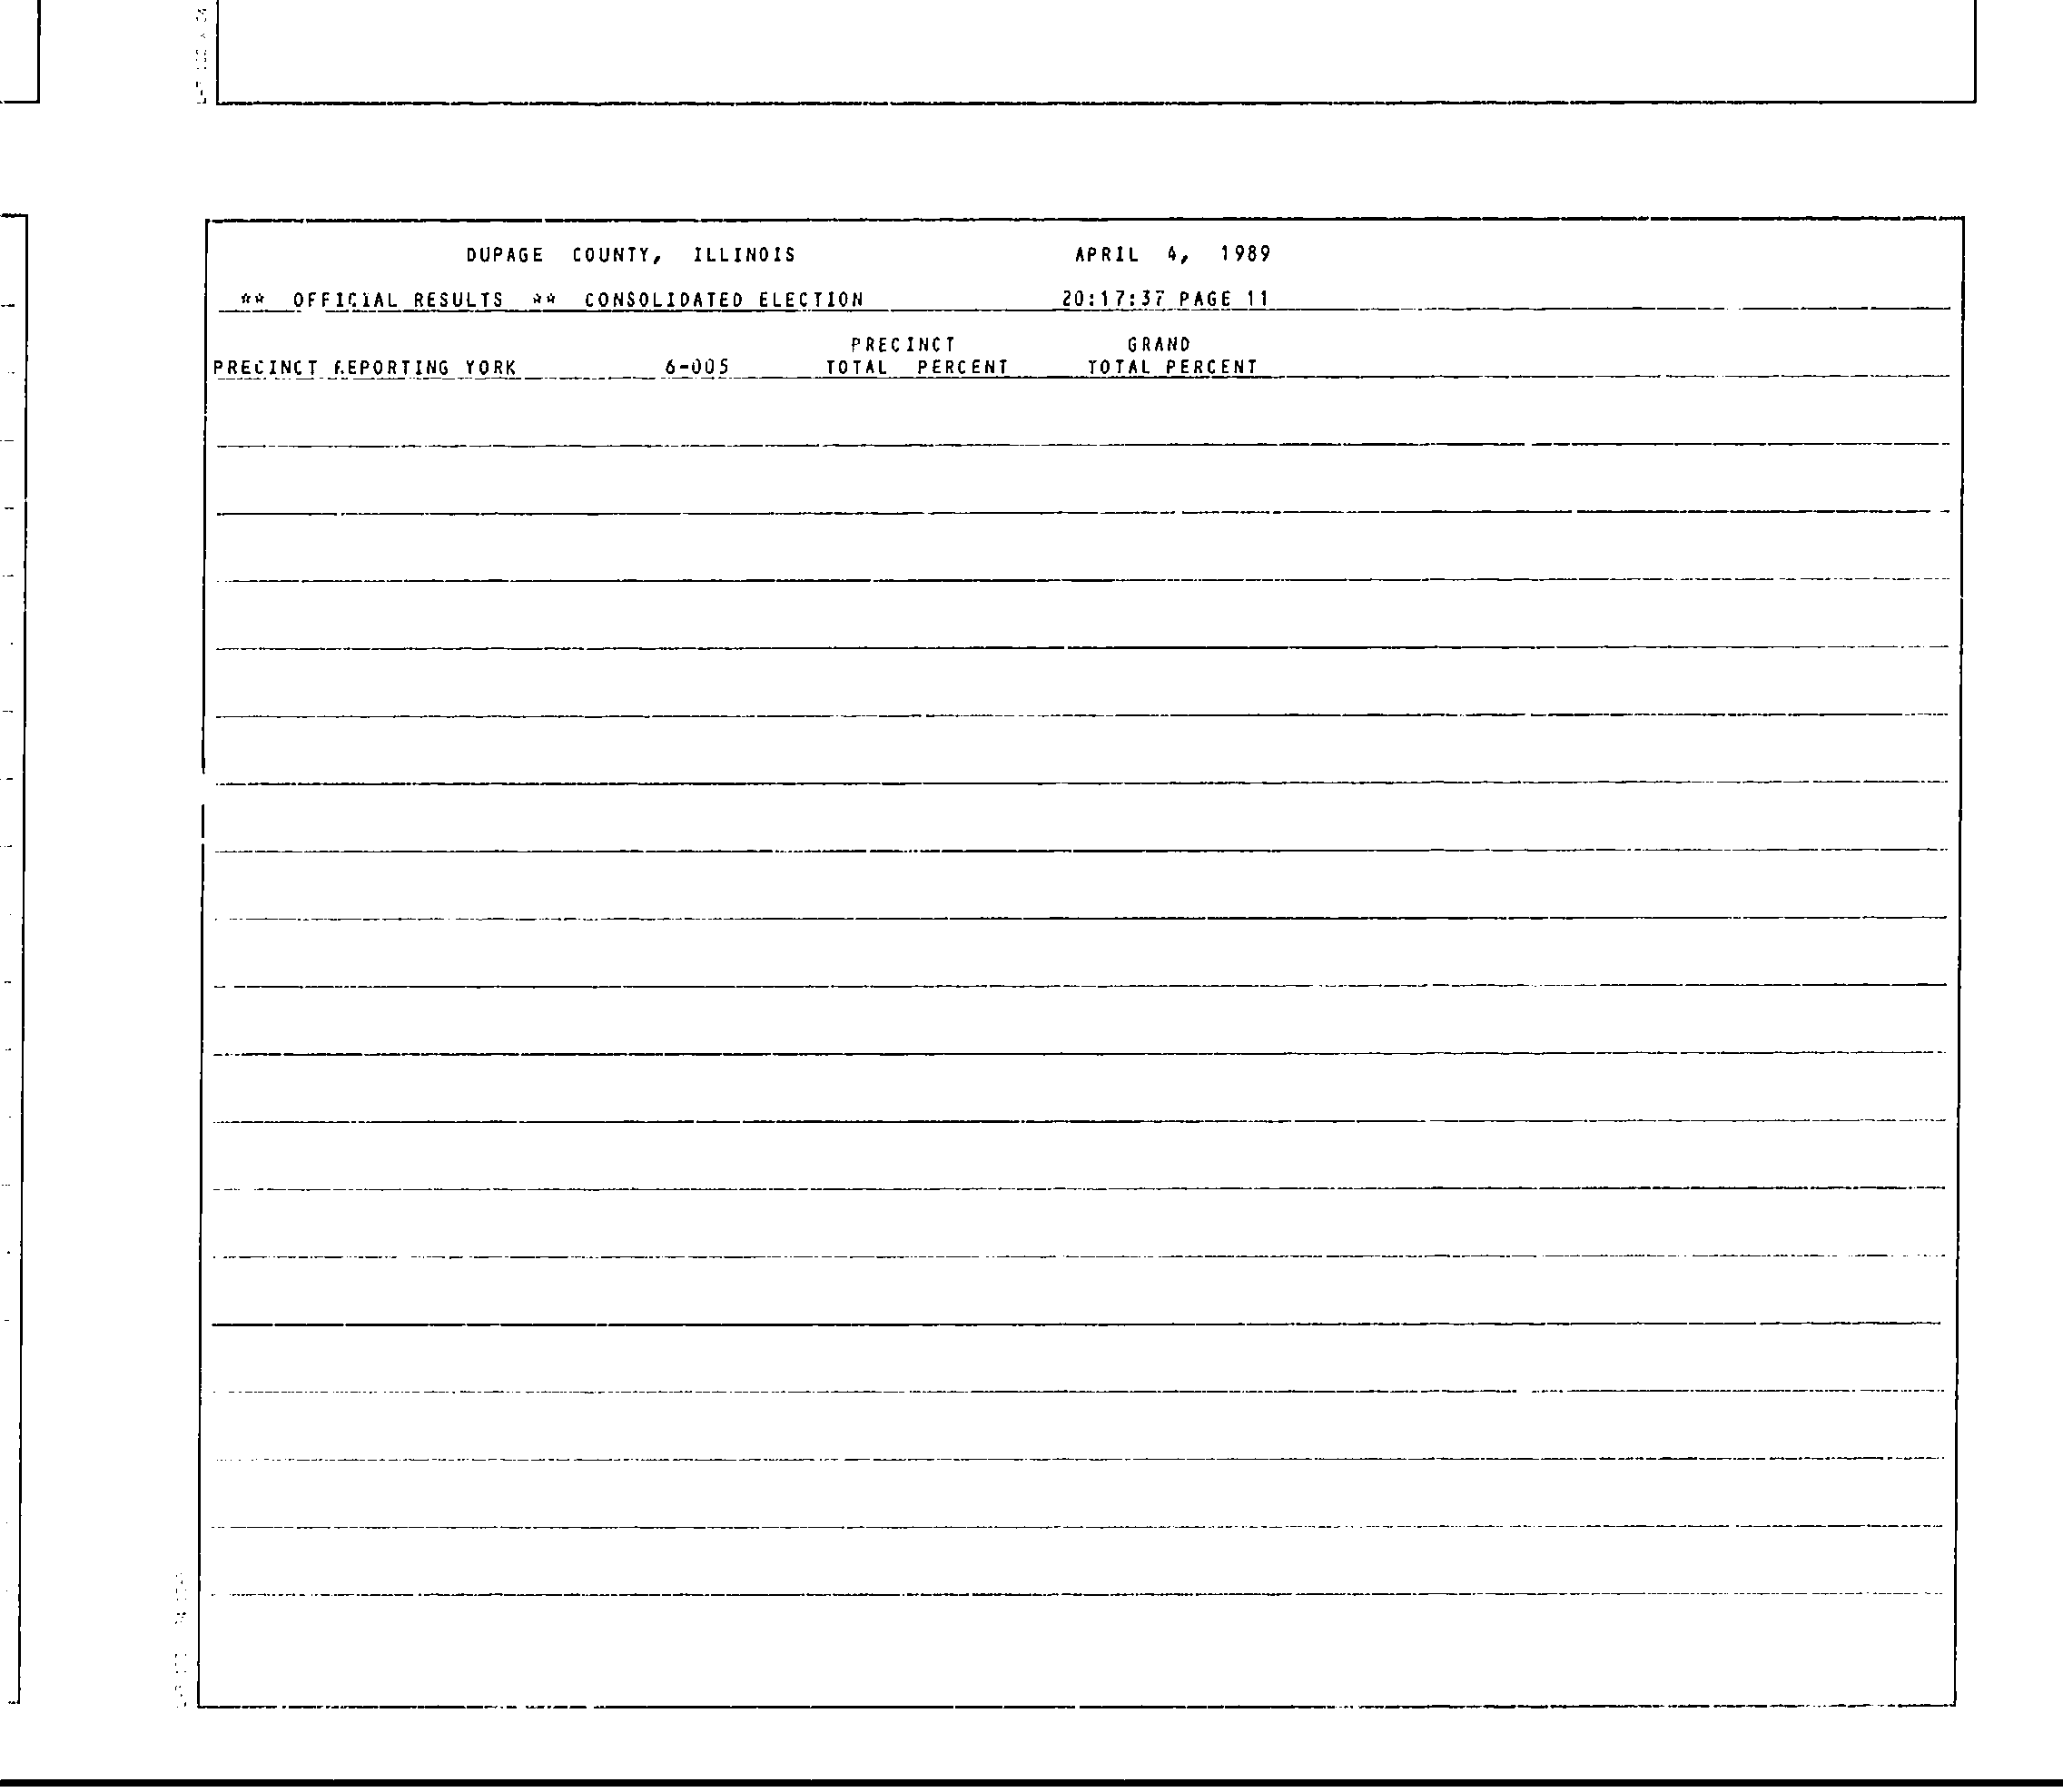 DUPAGE COUNTY, ILLINOIS APRIL 4, 1989
** OFFICIAL RESULTS ** CONSOLIDATED ELECTION 20:17:37 PAGE 11
PRECINCT GRAND
PRECINCT REPORTING YORK 6-005 TOTAL PERCENT TOTAL PERCENT